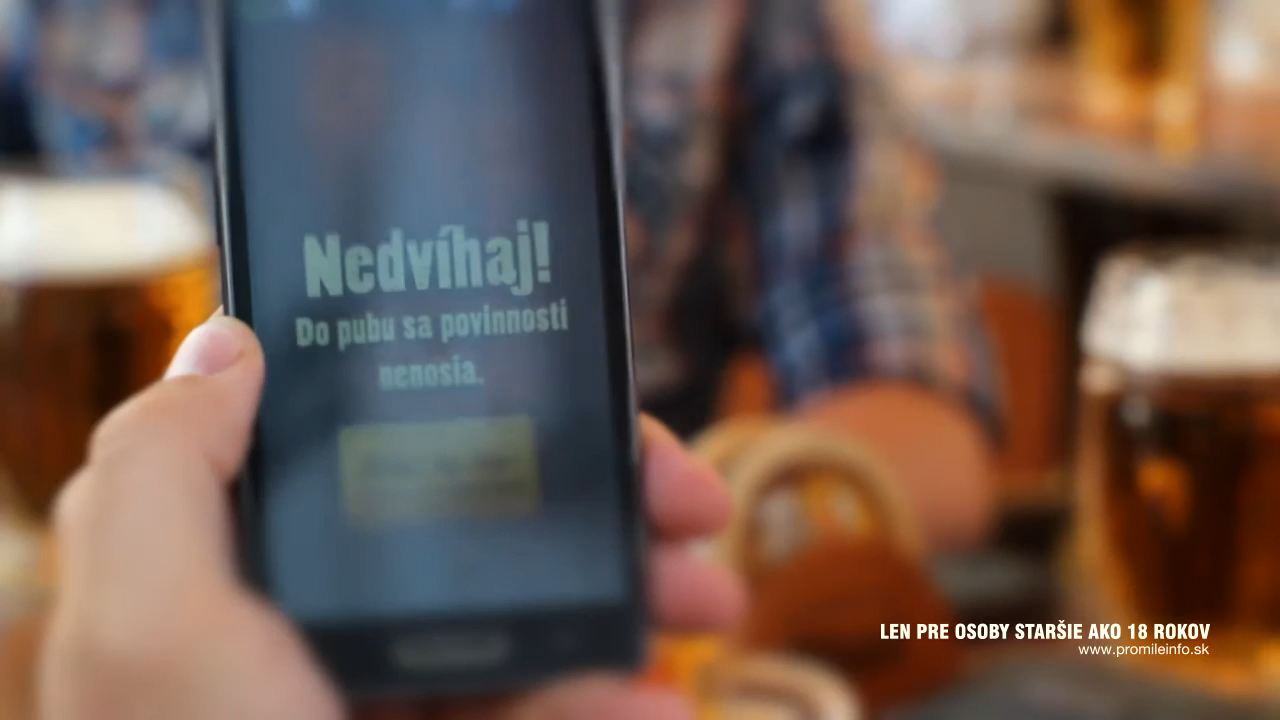 Nedvíhaj!
Do pubu sa povinnosti
nenosia.
LEN PRE OSOBY STARŠIE AKO 18 ROKOV
www.promileinfo.sk